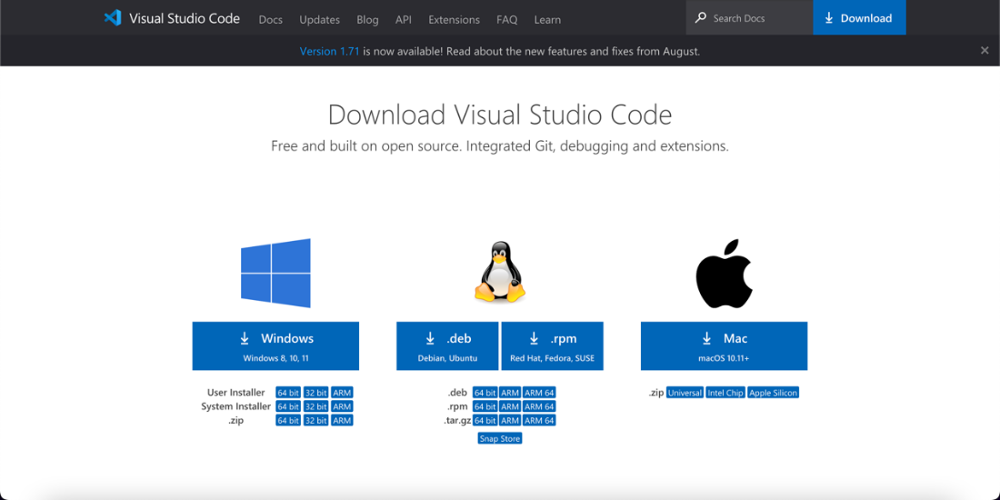 Visual Studio Code Docs Updates Blog API Extensions FAQ Learn Search Docs Download
Version 1.71 is now available! Read about the new features and fixes from August.
Download Visual Studio Code
Free and built on open source. Integrated Git, debugging and extensions.
Windows
Windows 8, 10, 11
User Installer 64 bit 32 bit ARM
System Installer 64 bit 32 bit ARM
.zip 64 bit 32 bit ARM
.deb
Debian, Ubuntu
.rpm
Red Hat, Fedora, SUSE
.deb 64 bit ARM ARM 64
.rpm 64 bit ARM ARM 64
.tar.gz 64 bit ARM ARM 64
Snap Store
Mac
macOS 10.11+
.zip Universal Intel Chip Apple Silicon